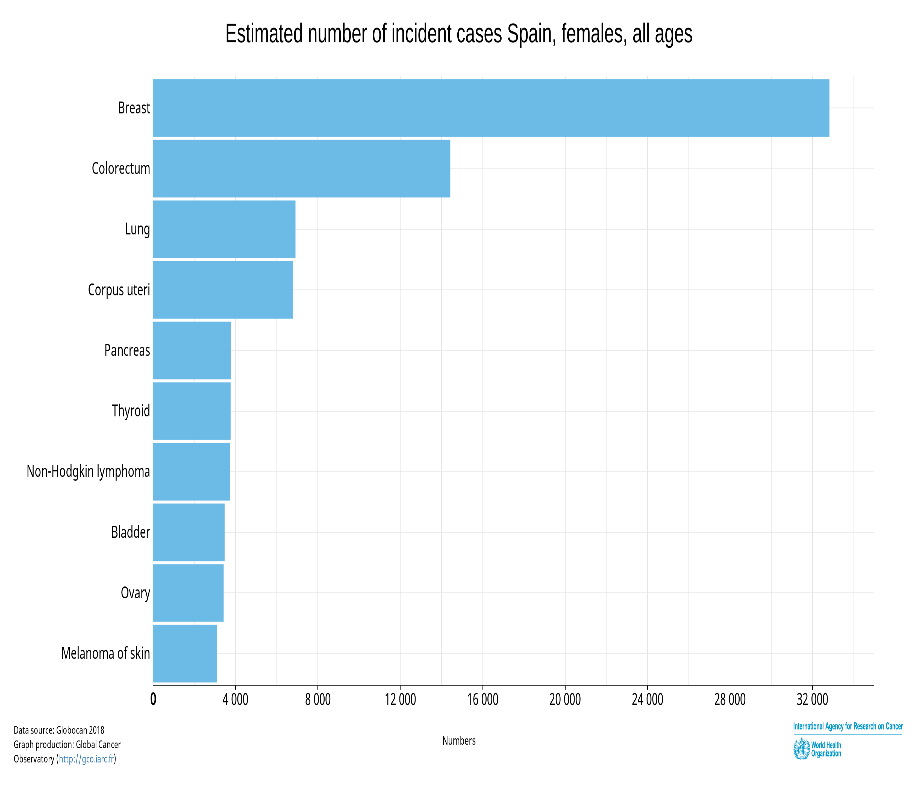 Estimated number of incident cases Spain, females, all ages
Breast
Colorectum
Lung
Corpus uteri
Pancreas
Thyroid
Non-Hodgkin lymphoma
Bladder
Ovary
Melanoma of skin
0 4 000 8 000 12 000 16 000 20 000 24 000 28 000 32 000
Numbers
Data source: Globocan 2018
Graph production: Global Cancer
Observatory (http://gco.iarc.fr)
International Agency for Research on Cancer
World Health
Organization